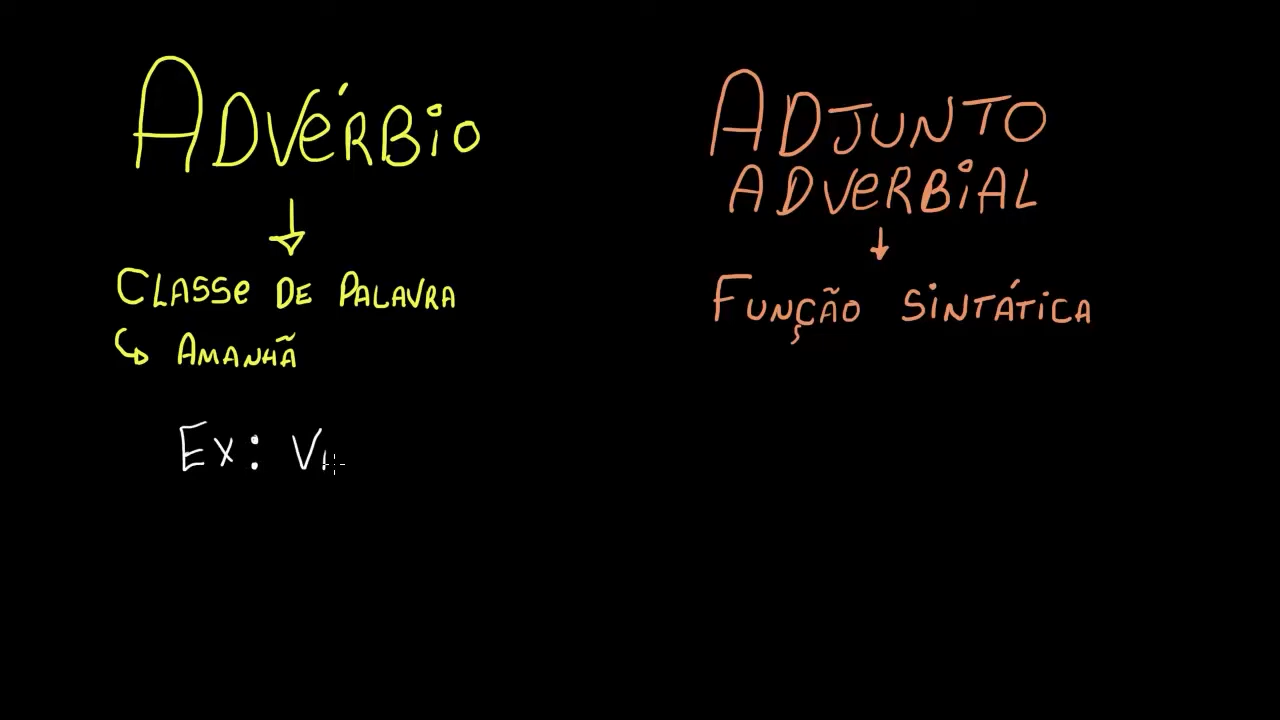 ADVÉRBIO
CLASSE DE PALAVRA
AMANHÃ
EX:
ADJUNTO
ADVERBIAL
FUNÇÃO SINTÁTICA